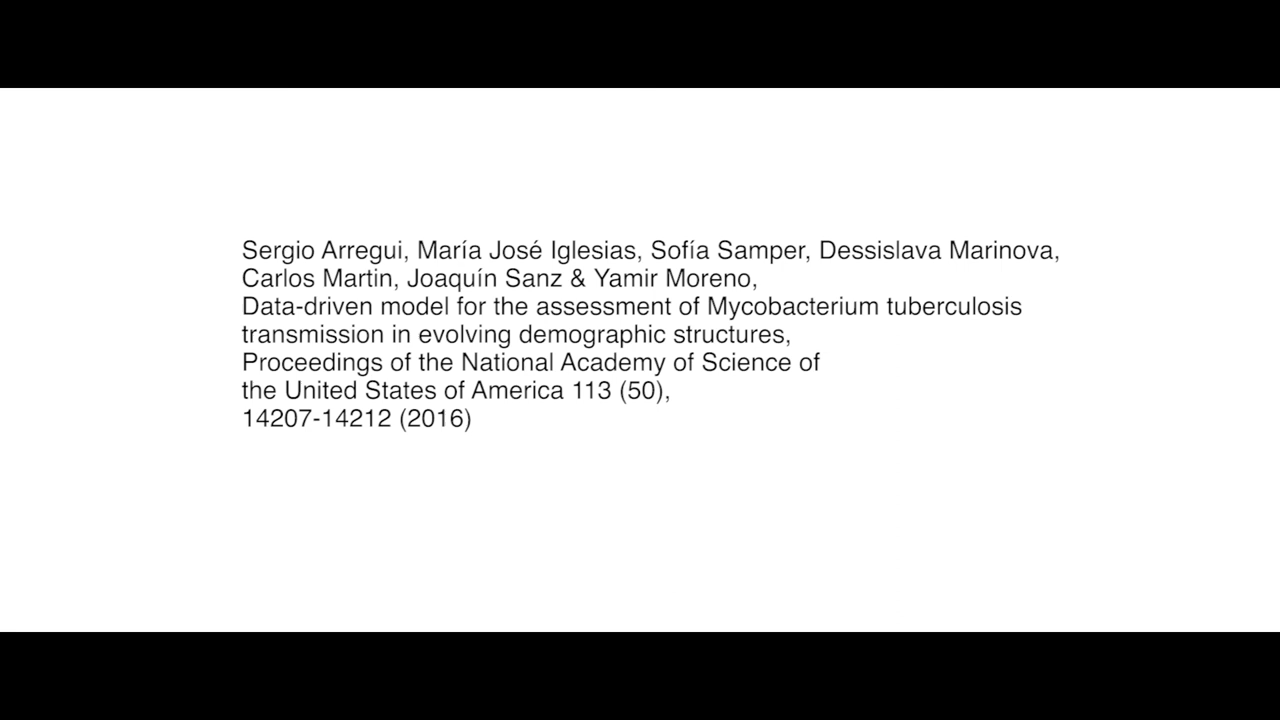 Sergio Arregui, María José Iglesias, Sofía Samper, Dessislava Marinova,
Carlos Martin, Joaquín Sanz & Yamir Moreno,
Data-driven model for the assessment of Mycobacterium tuberculosis
transmission in evolving demographic structures,
Proceedings of the National Academy of Science of
the United States of America 113 (50),
14207-14212 (2016)